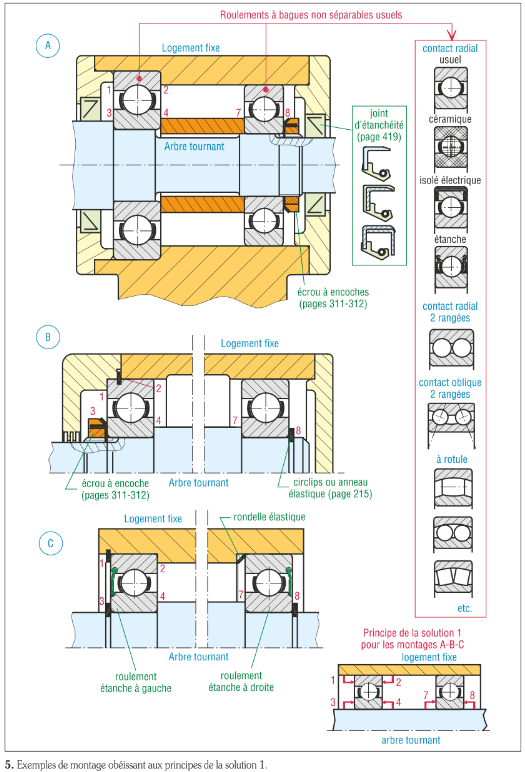 Roulements à bagues non séparables usuels
A
Logement fixe
1
2
3
4
7
8
Arbre tournant
joint
d'étanchéité
(page 419)
écrou à encoches
(pages 311-312)
contact radial
usuel
céramique
isolé électrique
étanche
contact radial
2 rangées
contact oblique
2 rangées
à rotule
etc.
B
Logement fixe
1
2
3
4
7
8
écrou à encoche
(pages 311-312)
Arbre tournant
circlips ou anneau
élastique (page 215)
C
Logement fixe
rondelle élastique
1
2
3
4
7
8
Arbre tournant
roulement
étanche à gauche
roulement
étanche à droite
Principe de la solution 1
pour les montages A-B-C
logement fixe
1
2
3
4
7
8
arbre tournant
5. Exemples de montage obéissant aux principes de la solution 1.